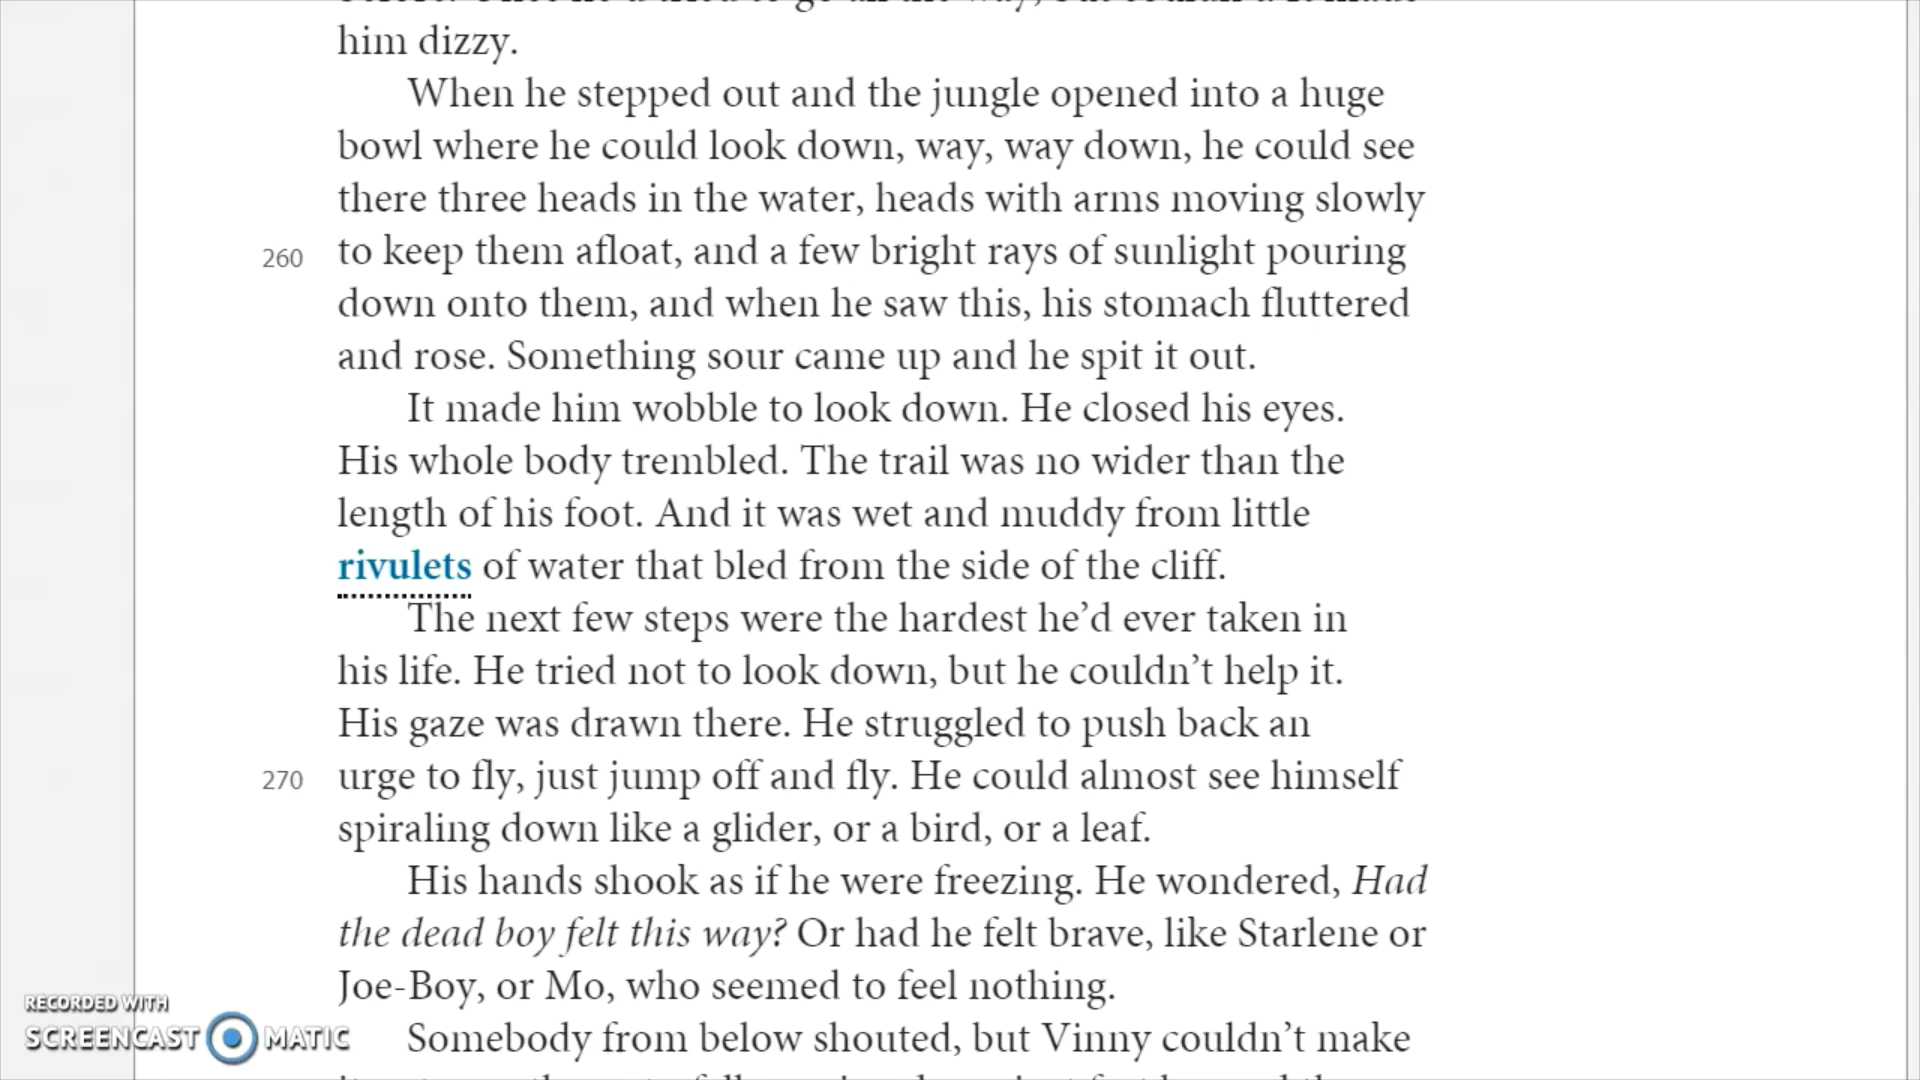 him dizzy.
When he stepped out and the jungle opened into a huge
bowl where he could look down, way, way down, he could see
there three heads in the water, heads with arms moving slowly
260 to keep them afloat, and a few bright rays of sunlight pouring
down onto them, and when he saw this, his stomach fluttered
and rose. Something sour came up and he spit it out.
It made him wobble to look down. He closed his eyes.
His whole body trembled. The trail was no wider than the
length of his foot. And it was wet and muddy from little
rivulets of water that bled from the side of the cliff.
The next few steps were the hardest he’d ever taken in
his life. He tried not to look down, but he couldn’t help it.
His gaze was drawn there. He struggled to push back an
270 urge to fly, just jump off and fly. He could almost see himself
spiraling down like a glider, or a bird, or a leaf.
His hands shook as if he were freezing. He wondered, Had
the dead boy felt this way? Or had he felt brave, like Starlene or
Joe-Boy, or Mo, who seemed to feel nothing.
Somebody from below shouted, but Vinny couldn’t make
RECORDED WITH
SCREENCAST MATIC